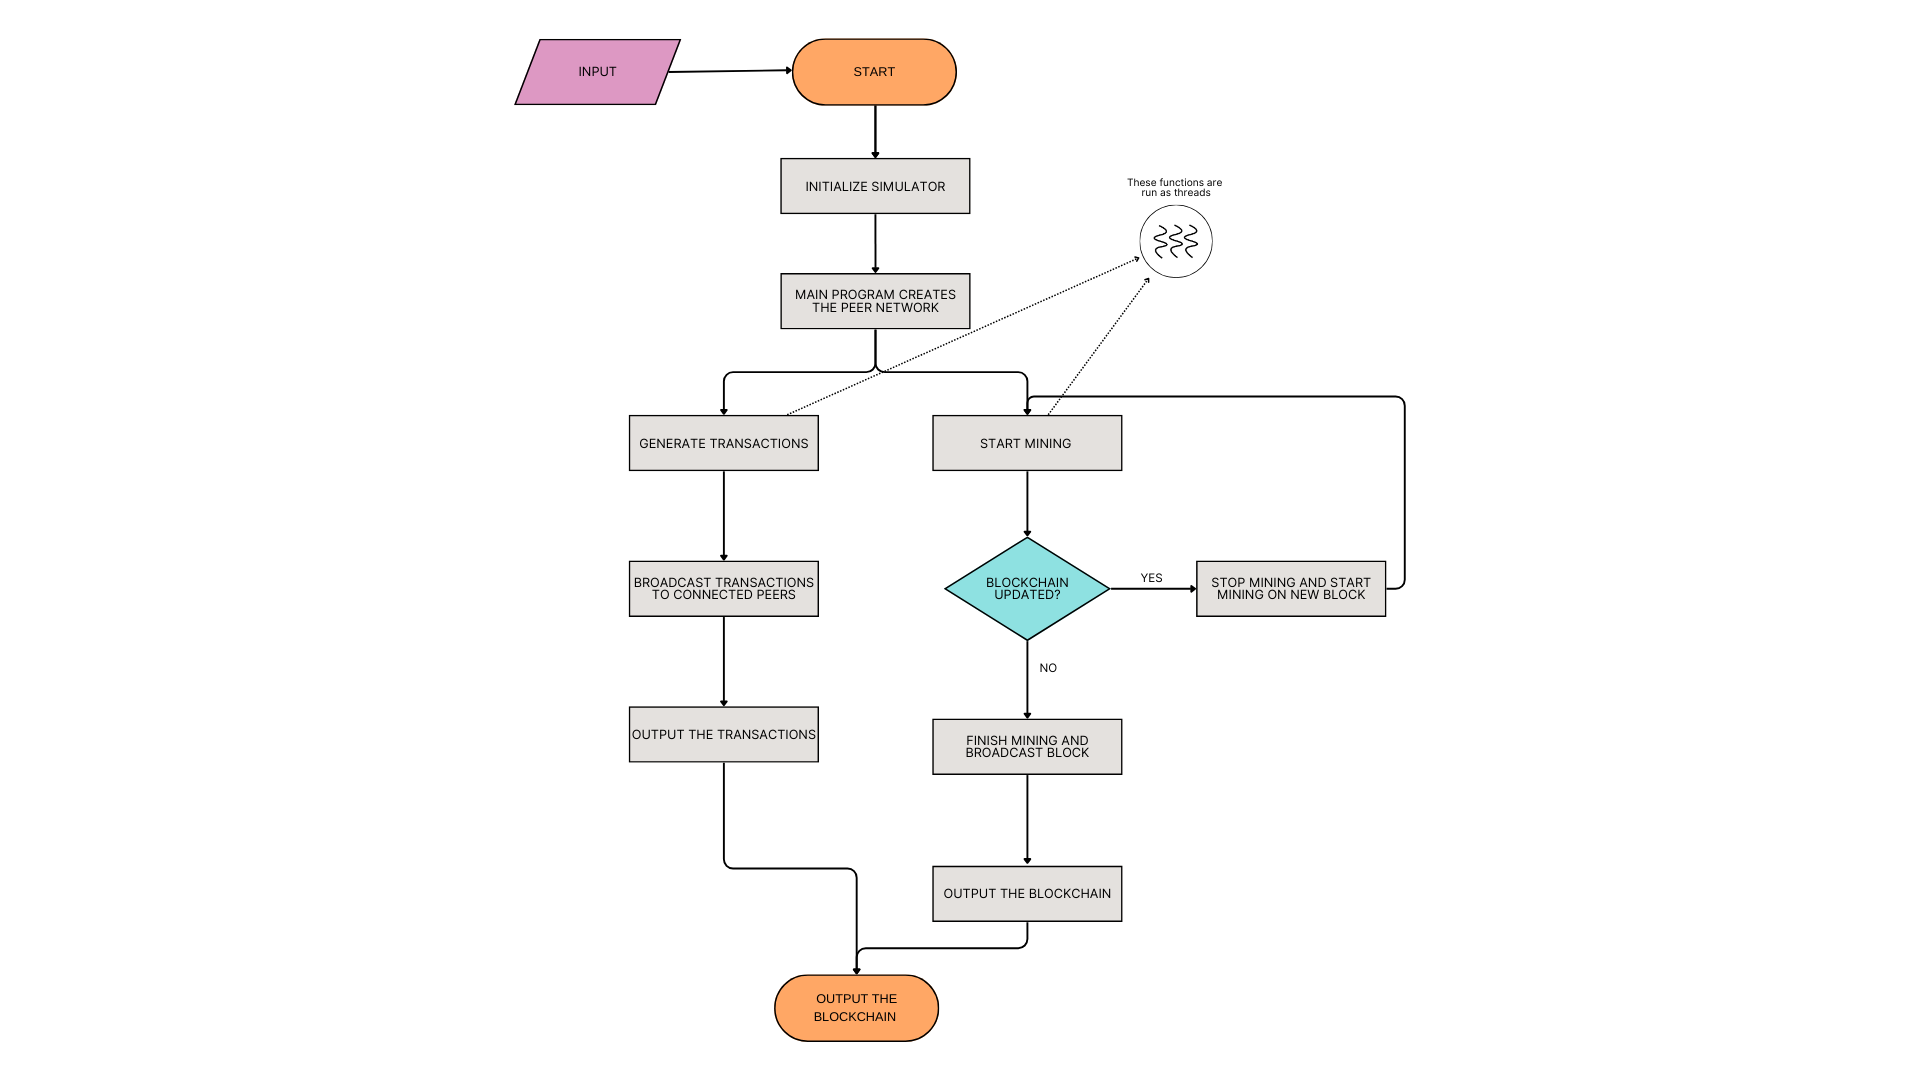 INPUT
START
INITIALIZE SIMULATOR
These functions are
run as threads
MAIN PROGRAM CREATES
THE PEER NETWORK
GENERATE TRANSACTIONS
START MINING
BROADCAST TRANSACTIONS
TO CONNECTED PEERS
BLOCKCHAIN
UPDATED?
YES
STOP MINING AND START
MINING ON NEW BLOCK
NO
OUTPUT THE TRANSACTIONS
FINISH MINING AND
BROADCAST BLOCK
OUTPUT THE BLOCKCHAIN
OUTPUT THE
BLOCKCHAIN